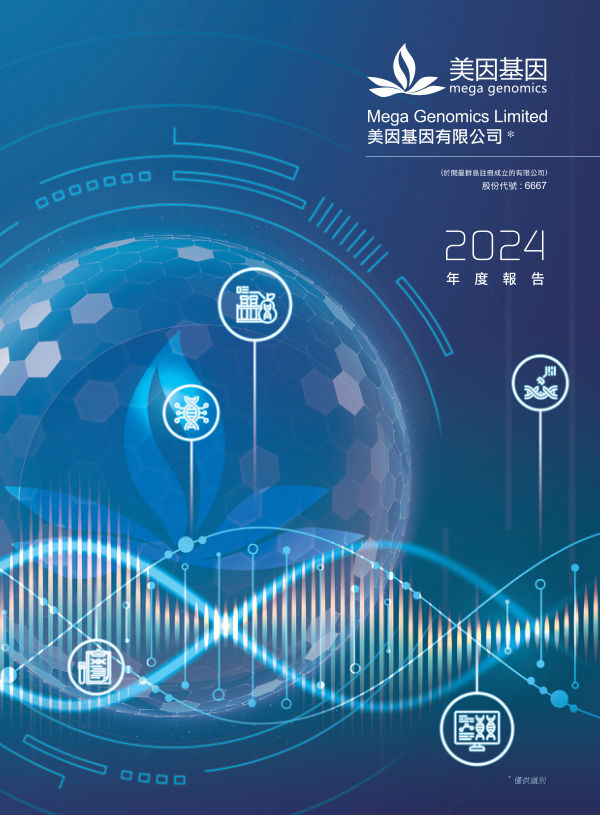 美因基因
mega genomics
Mega Genomics Limited
美因基因有限公司*
(於開曼群島註冊成立的有限公司)
股份代號 : 6667
2024
年度報告
* 僅供識別